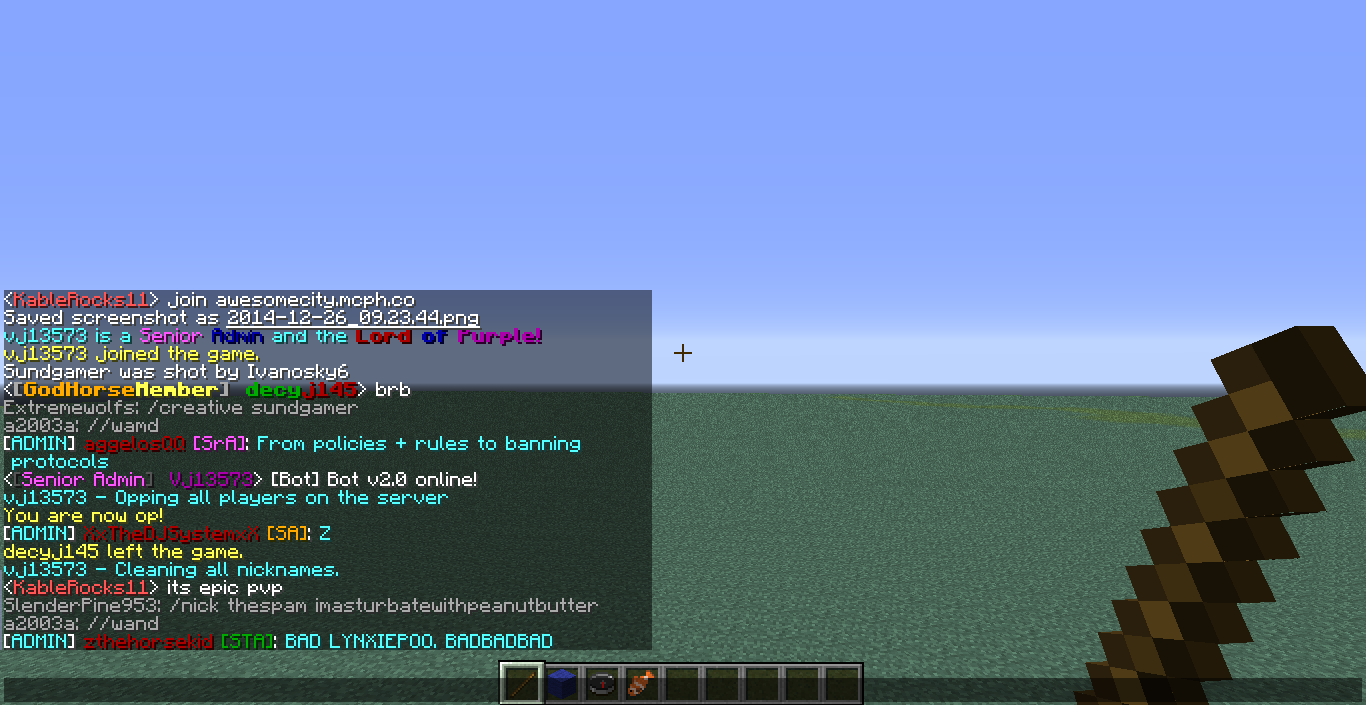 <KableRocks11> join awesomecity.mcph.co
Saved screenshot as 2014-12-26_09.23.44.png
vj13573 is a Senior Admin and the Lord of Purple!
vj13573 joined the game.
Sundgamer was shot by Ivanosky6
<[GodHorseMember] decyj145> brb
Extremewolfs: /creative sundgamer
a2003a: //wamd
[ADMIN] aggelos00 [SrA]: From policies + rules to banning
protocols
<[Senior Admin] Vj13573> [Bot] Bot v2.0 online!
vj13573 - Opping all players on the server
You are now op!
[ADMIN] XxTheDJSystemxX [SA]: Z
decyj145 left the game.
vj13573 - Cleaning all nicknames.
<KableRocks11> its epic pvp
SlenderPine953: /nick thespam imasturbatewithpeanutbutter
a2003a: //wand
[ADMIN] zthehorsekid [STA]: BAD LYNXIEPOO. BADBADBAD